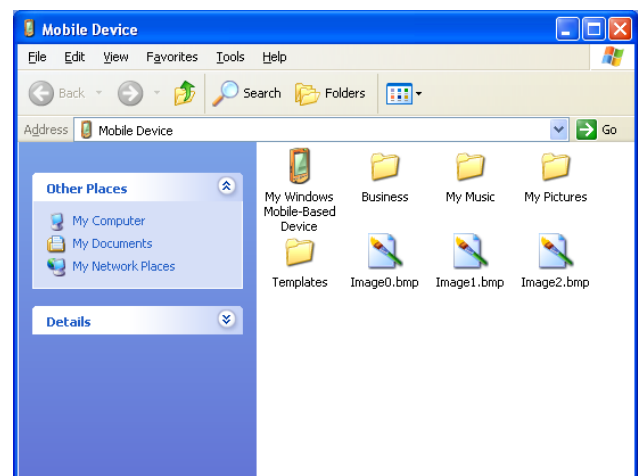 Mobile Device
File Edit View Favorites Tools Help
Back Search Folders
Address Mobile Device Go
Other Places
My Computer
My Documents
My Network Places
Details
My Windows Mobile-Based Device
Business
My Music
My Pictures
Templates
Image0.bmp
Image1.bmp
Image2.bmp